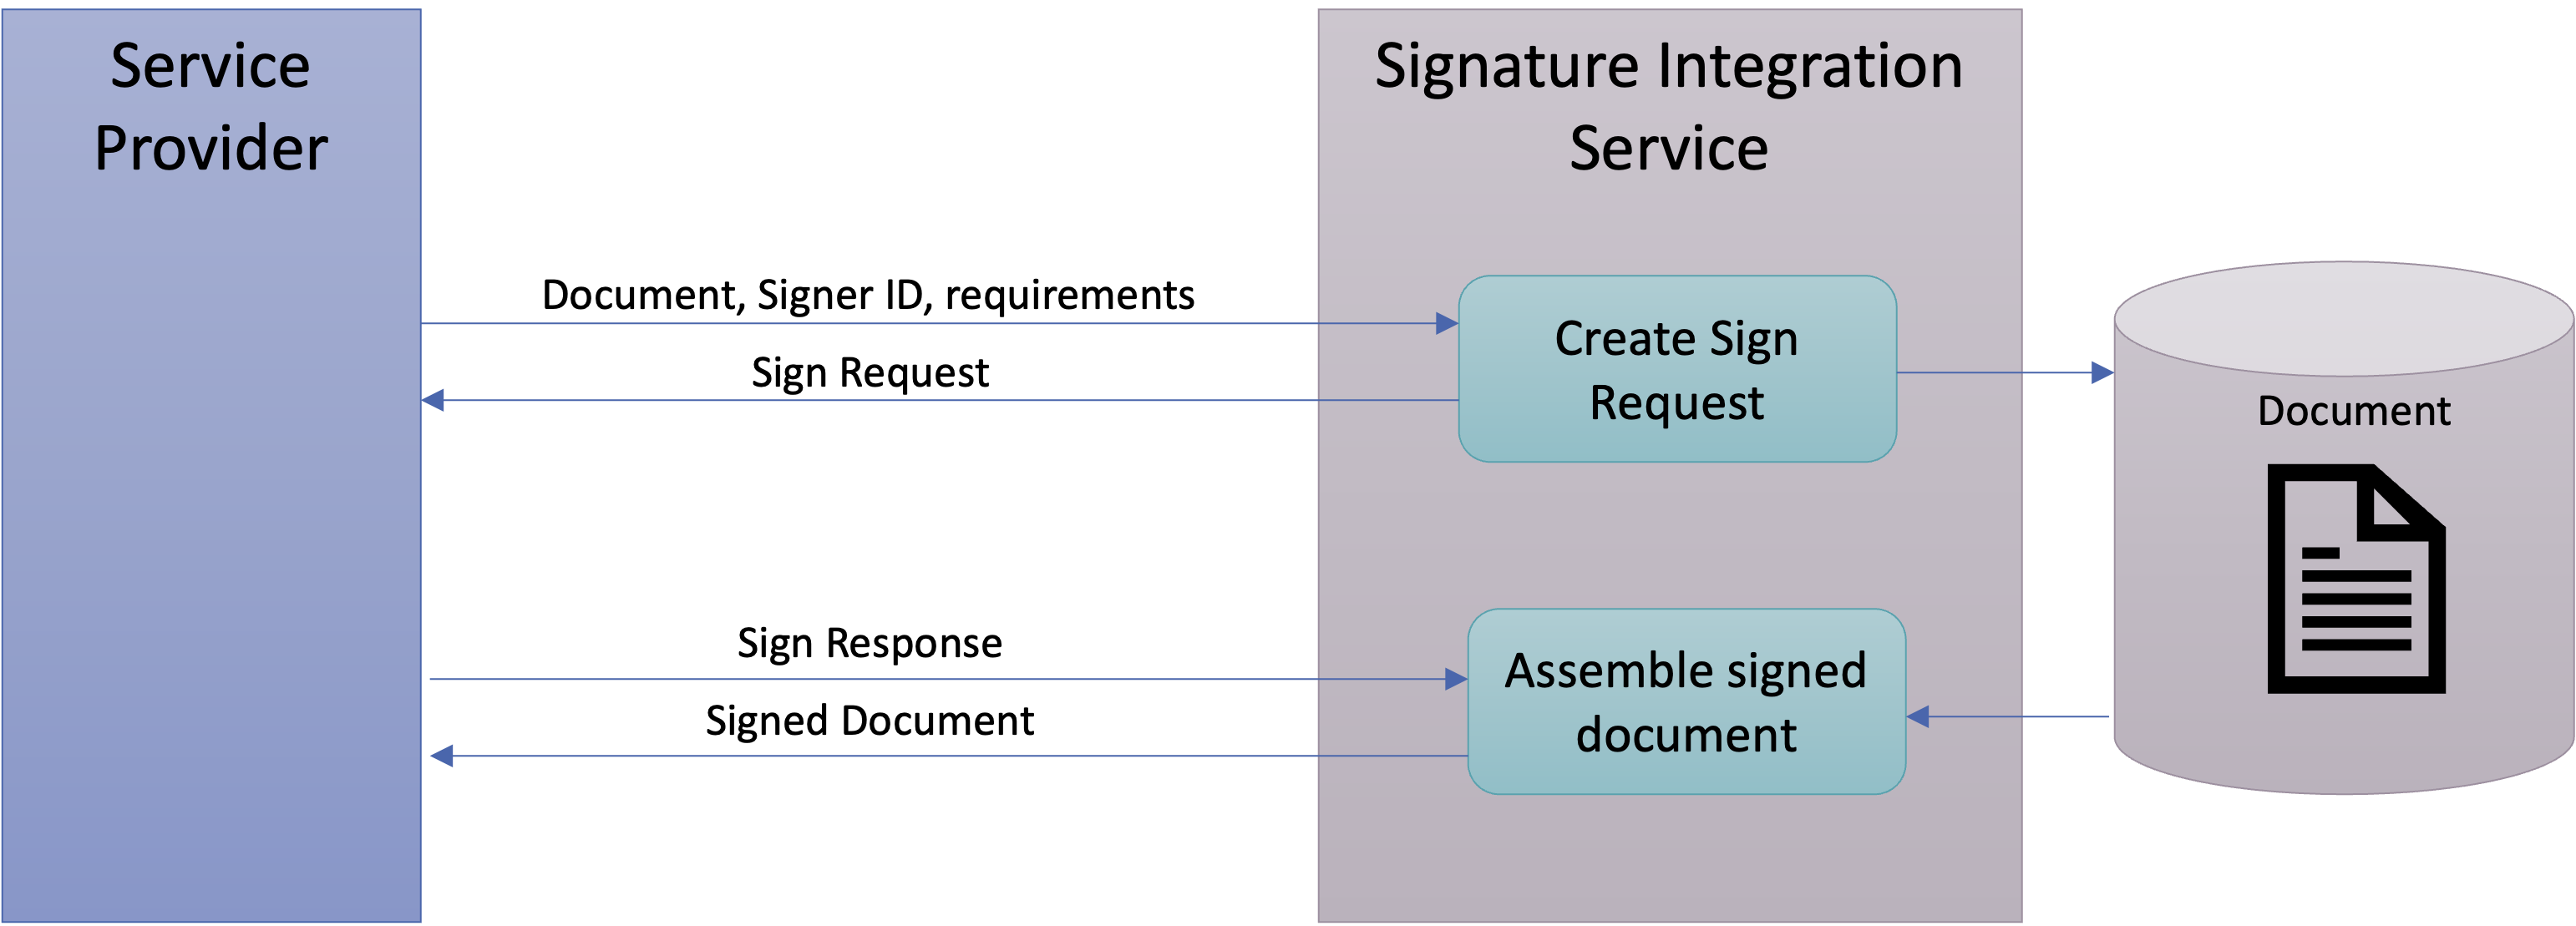 Service
Provider
Signature Integration
Service
Document, Signer ID, requirements
Sign Request
Create Sign
Request
Document
Sign Response
Signed Document
Assemble signed
document